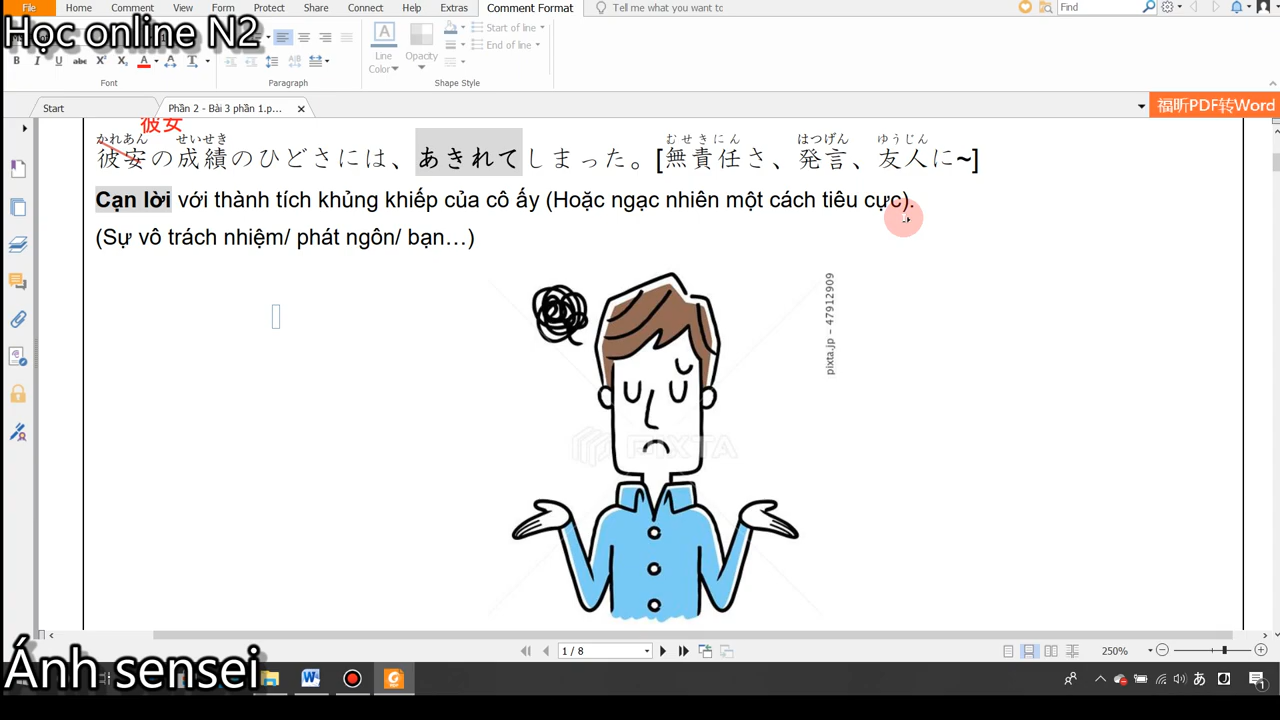 File Home Comment View Form Protect Share Connect Help Extras Comment Format Tell me what you want tc Find
Học online N2
Start of line
End of line
Line
Color
Opacity
Font Paragraph Shape Style
Start Phần 2 - Bài 3 phần 1.p... 福昕PDF转Word
彼女
かれあん せいせき むせきにん はつげん ゆうじん
彼安の成績のひどさには、あきれてしまった。[無責任さ、発言、友人に~]
Cạn lời với thành tích khủng khiếp của cô ấy (Hoặc ngạc nhiên một cách tiêu cực).
(Sự vô trách nhiệm/ phát ngôn/ bạn…)
pixta.jp - 47912909
PIXTA
1 / 8 250%
Ánh sensei
あ